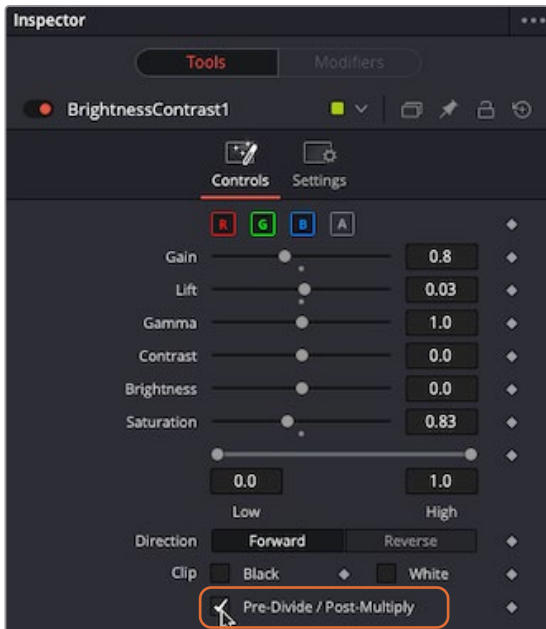 Inspector
Tools Modifiers
BrightnessContrast1
Controls Settings
R G B A
Gain 0.8
Lift 0.03
Gamma 1.0
Contrast 0.0
Brightness 0.0
Saturation 0.83
0.0 1.0
Low High
Direction Forward Reverse
Clip Black White
Pre-Divide / Post-Multiply